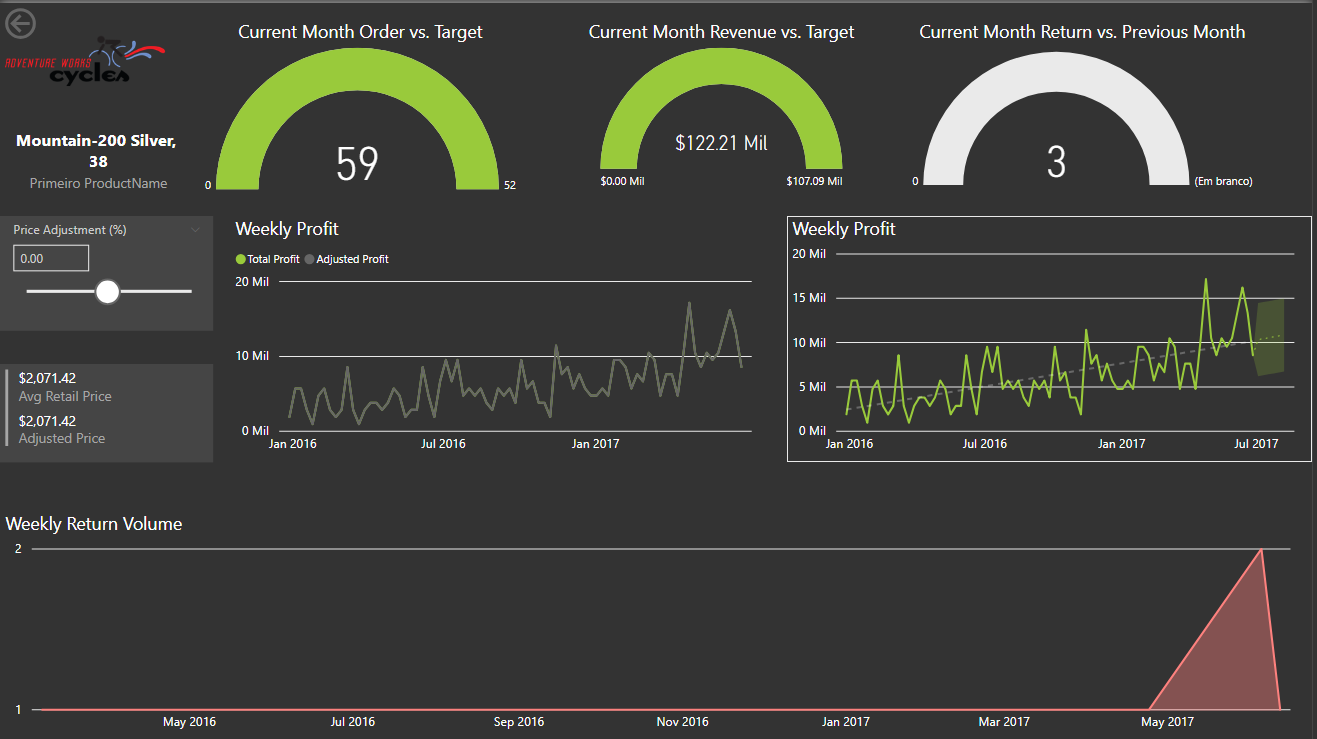 ADVENTURE WORKS
cycles
Mountain-200 Silver,
38
Primeiro ProductName
Current Month Order vs. Target
59
0
52
Current Month Revenue vs. Target
$122.21 Mil
$0.00 Mil
$107.09 Mil
Current Month Return vs. Previous Month
3
0
(Em branco)
Price Adjustment (%)
0.00
$2,071.42
Avg Retail Price
$2,071.42
Adjusted Price
Weekly Profit
Total Profit Adjusted Profit
20 Mil
10 Mil
0 Mil
Jan 2016 Jul 2016 Jan 2017
Weekly Profit
20 Mil
15 Mil
10 Mil
5 Mil
0 Mil
Jan 2016 Jul 2016 Jan 2017 Jul 2017
Weekly Return Volume
2
1
May 2016 Jul 2016 Sep 2016 Nov 2016 Jan 2017 Mar 2017 May 2017